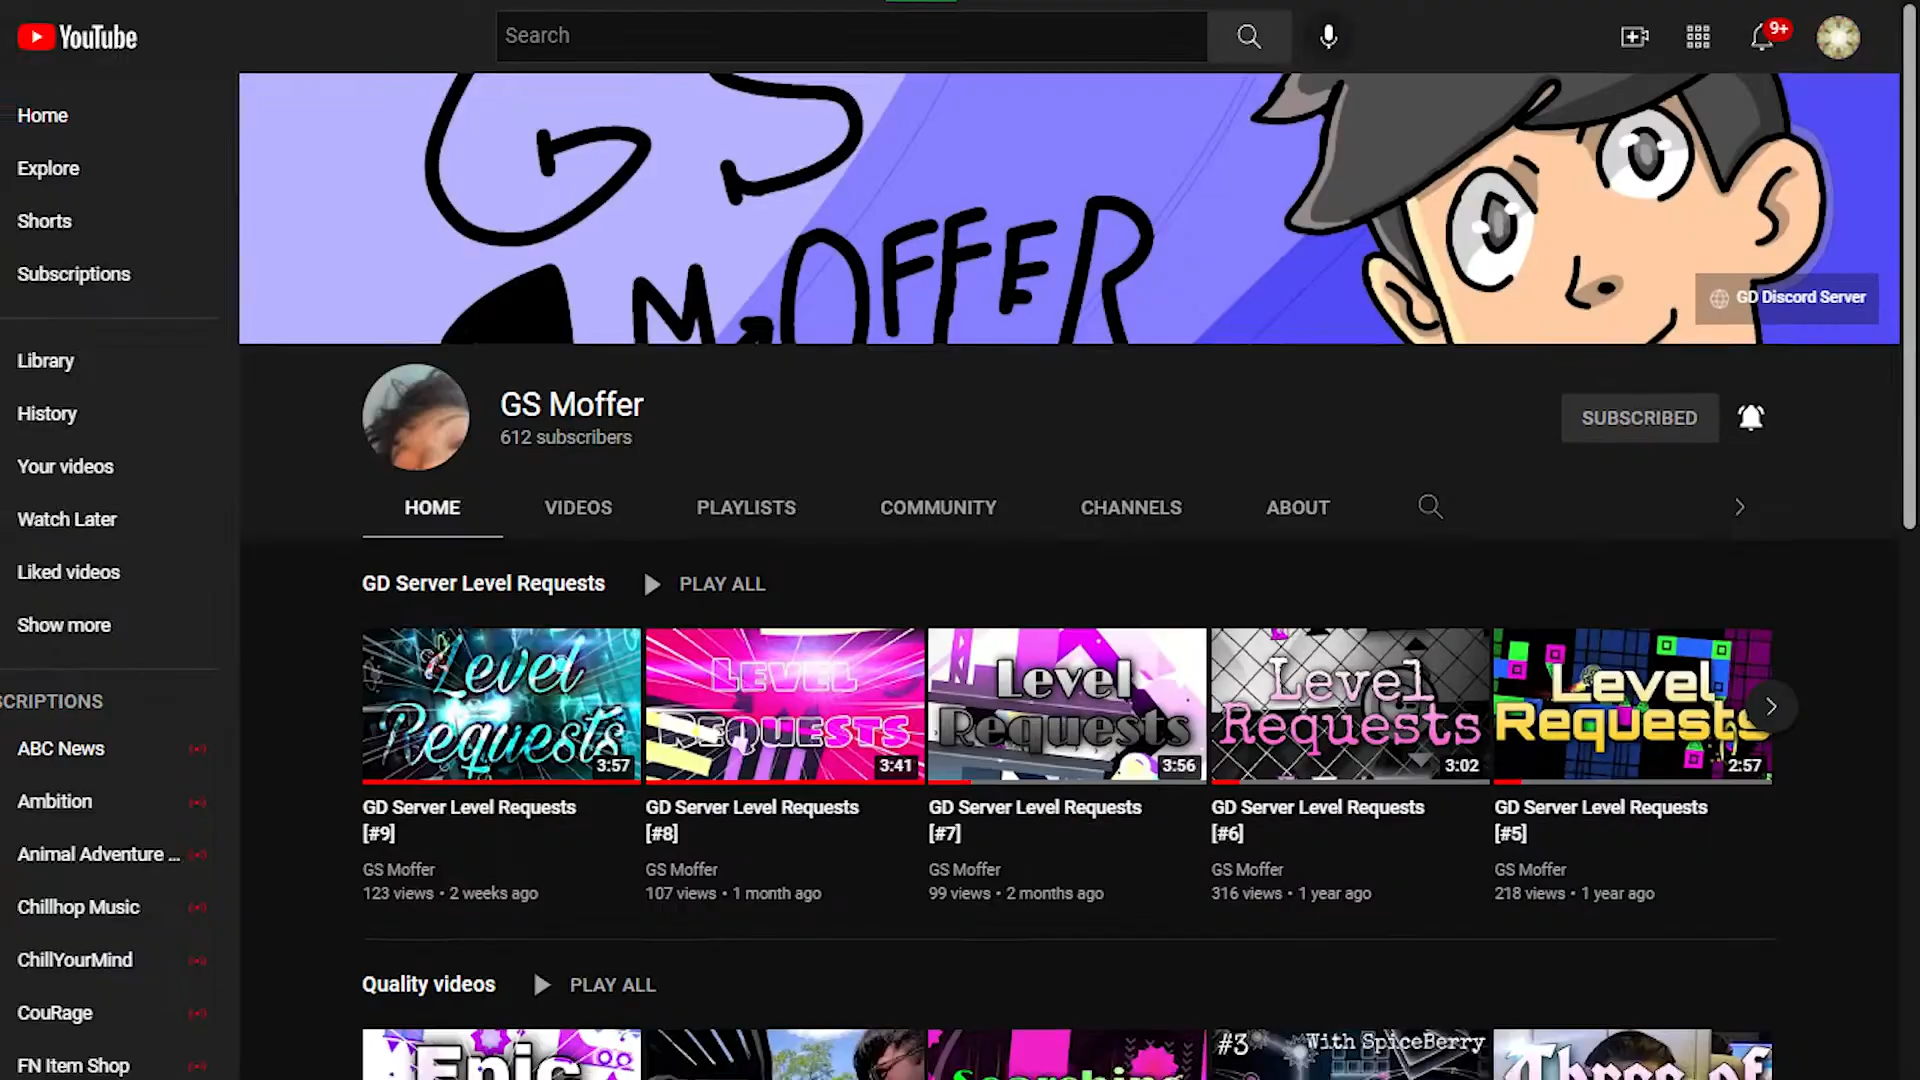 YouTube
Search
9+
Home
Explore
Shorts
Subscriptions
Library
History
Your videos
Watch Later
Liked videos
Show more
SCRIPTIONS
ABC News
Ambition
Animal Adventure ...
Chillhop Music
ChillYourMind
CouRage
FN Item Shop
GS
MOFFER
GD Discord Server
GS Moffer
612 subscribers
SUBSCRIBED
HOME VIDEOS PLAYLISTS COMMUNITY CHANNELS ABOUT
GD Server Level Requests PLAY ALL
Level
Requests
3:57
LEVEL
REQUESTS
3:41
Level
Requests
3:56
Level
Requests
3:02
Level
Requests
2:57
GD Server Level Requests
[#9]
GS Moffer
123 views • 2 weeks ago
GD Server Level Requests
[#8]
GS Moffer
107 views • 1 month ago
GD Server Level Requests
[#7]
GS Moffer
99 views • 2 months ago
GD Server Level Requests
[#6]
GS Moffer
316 views • 1 year ago
GD Server Level Requests
[#5]
GS Moffer
218 views • 1 year ago
Quality videos PLAY ALL
Epic
Searching
#3 With SpiceBerry
Three of